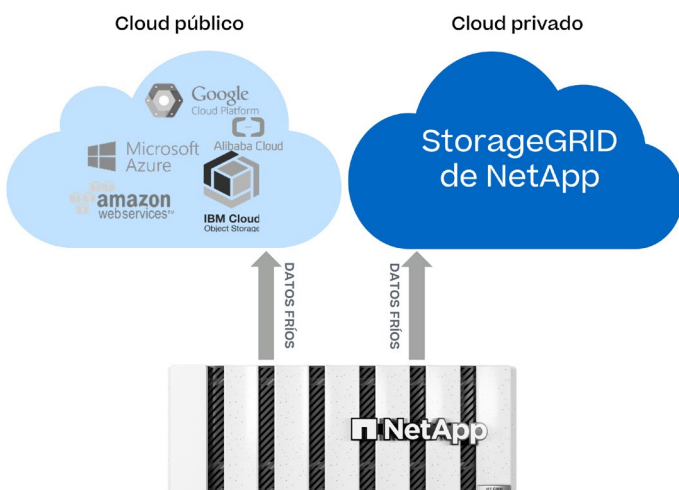 Cloud público
Cloud privado
Google
Cloud Platform
Alibaba Cloud
Microsoft
Azure
amazon
webservices™
IBM Cloud
Object Storage
StorageGRID
de NetApp
DATOS FRÍOS
DATOS FRÍOS
NetApp